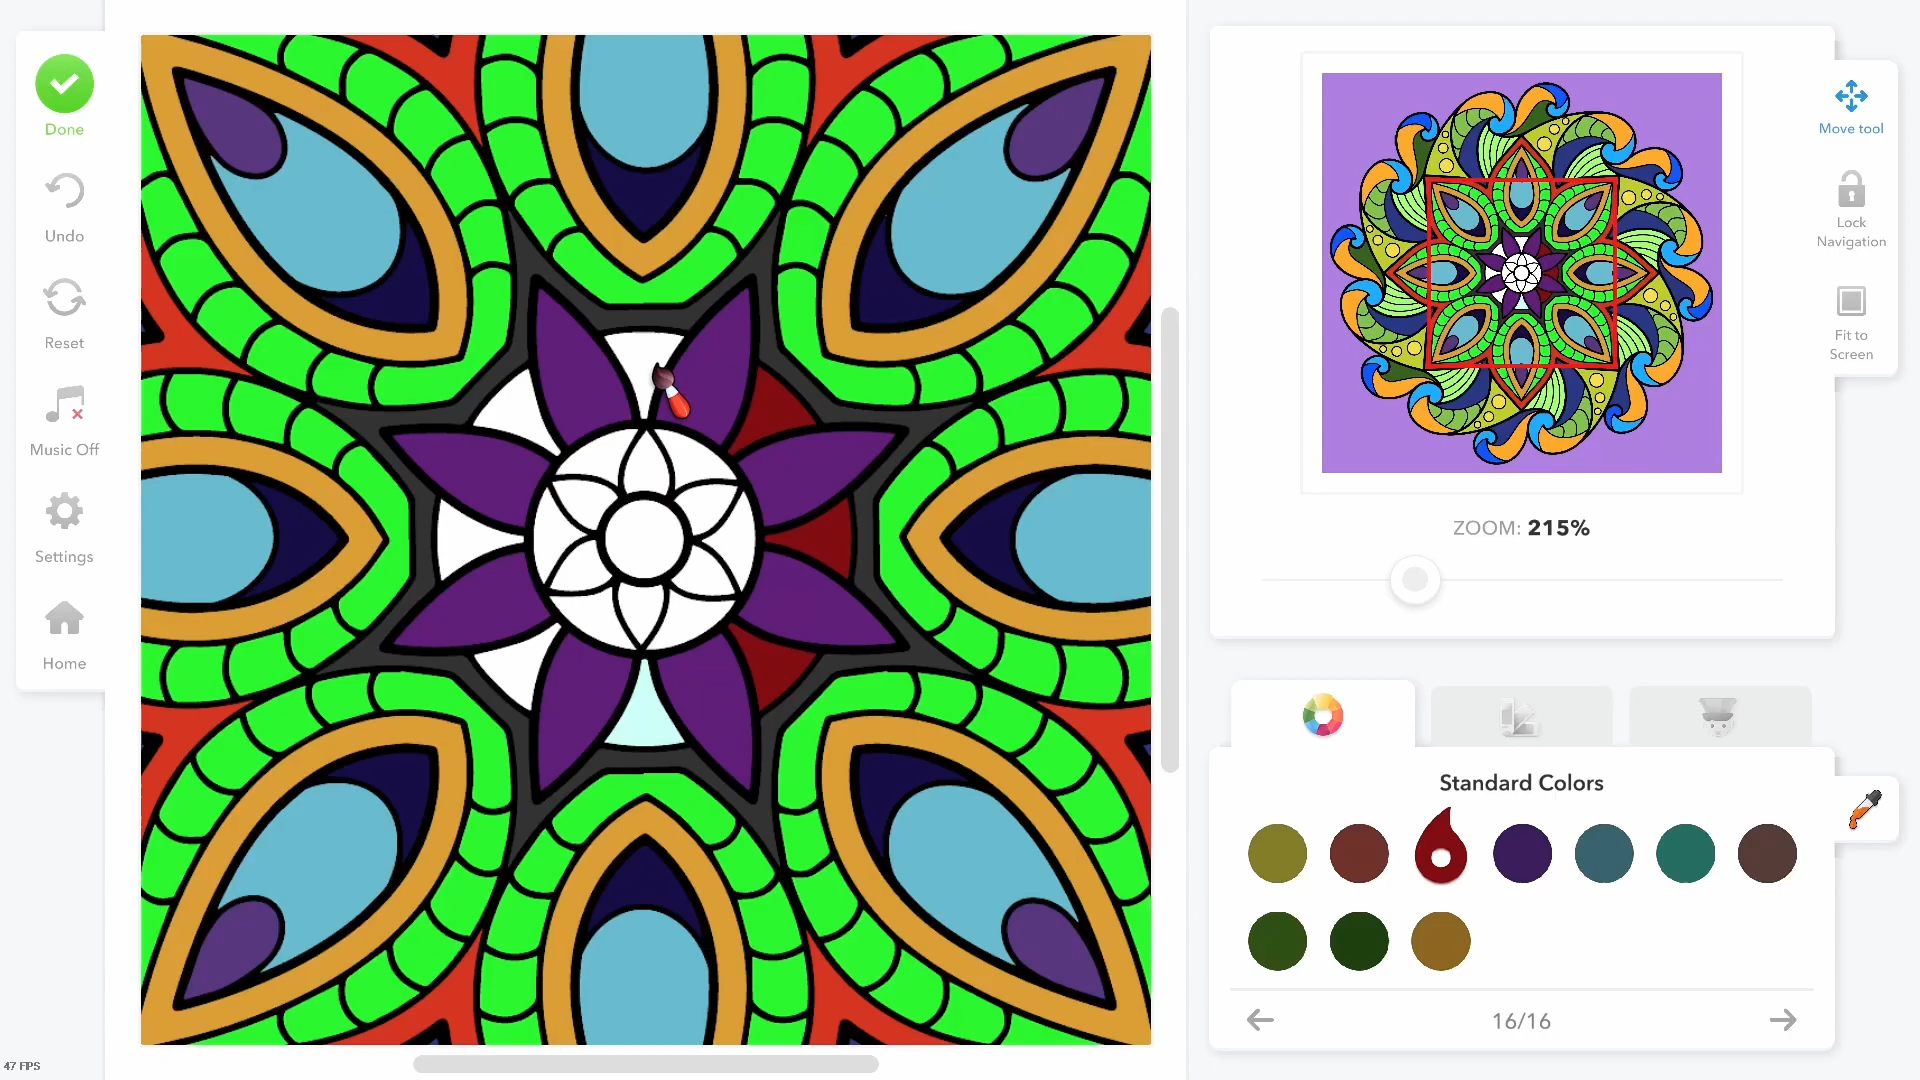 Done
Undo
Reset
Music Off
Settings
Home
47 FPS
Move tool
Lock
Navigation
Fit to
Screen
ZOOM: 215%
Standard Colors
16/16